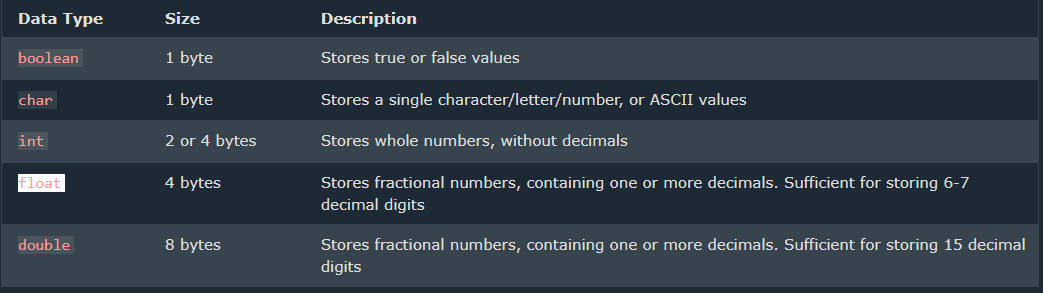 Data Type Size Description
boolean 1 byte Stores true or false values
char 1 byte Stores a single character/letter/number, or ASCII values
int 2 or 4 bytes Stores whole numbers, without decimals
float 4 bytes Stores fractional numbers, containing one or more decimals. Sufficient for storing 6-7
decimal digits
double 8 bytes Stores fractional numbers, containing one or more decimals. Sufficient for storing 15 decimal
digits